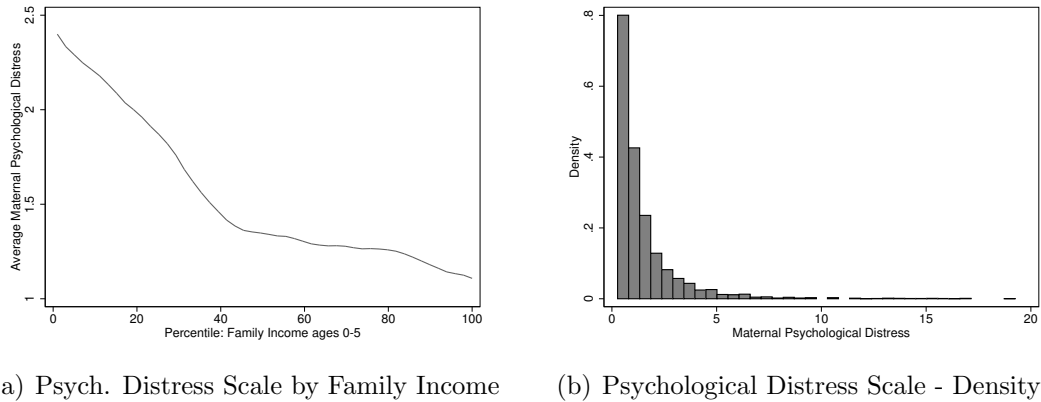 2.5
2
1.5
1
Average Maternal Psychological Distress
0 20 40 60 80 100
Percentile: Family Income ages 0-5
a) Psych. Distress Scale by Family Income
.8
.6
.4
.2
0
Density
0 5 10 15 20
Maternal Psychological Distress
(b) Psychological Distress Scale - Density